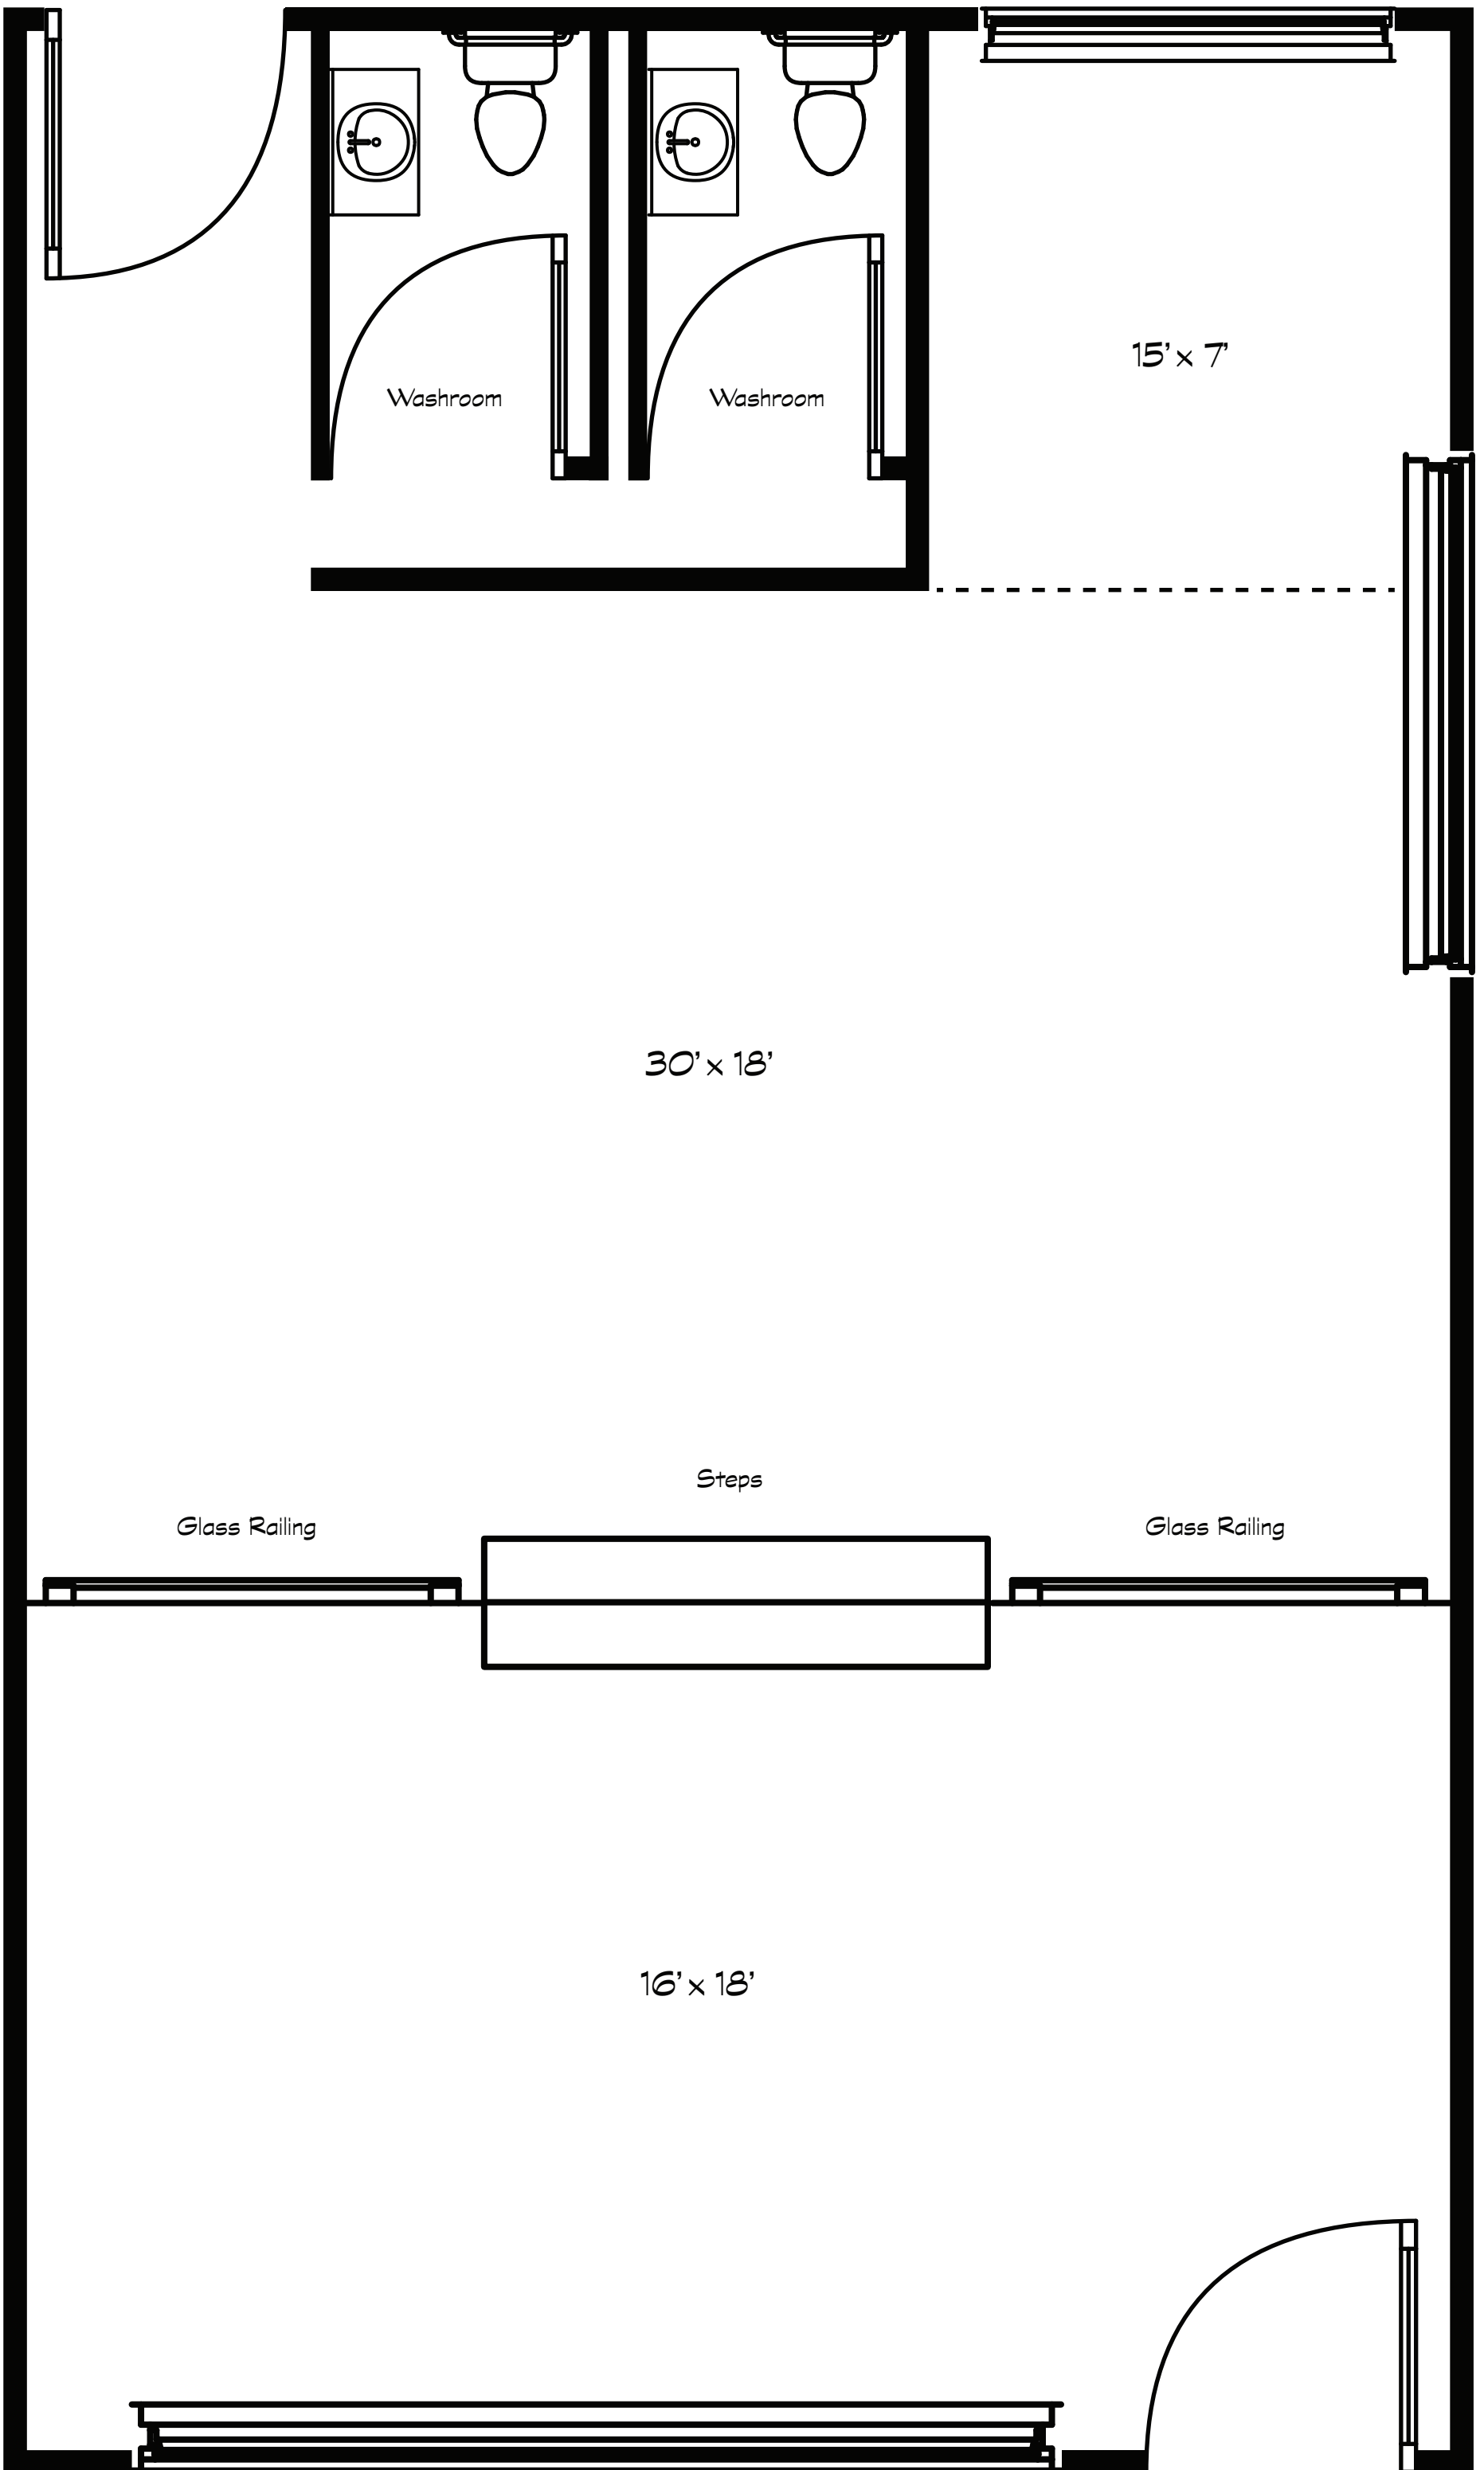 15' x 7'
Washroom
Washroom
30' x 18'
Steps
Glass Railing
Glass Railing
16' x 18'